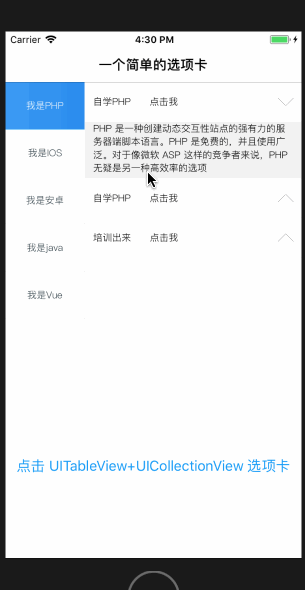 Carrier 4:30 PM
一个简单的选项卡
我是PHP
我是IOS
我是安卓
我是java
我是Vue
自学PHP 点击我
PHP 是一种创建动态交互性站点的强有力的服
务器端脚本语言。PHP 是免费的，并且使用广
泛。对于像微软 ASP 这样的竞争者来说，PHP
无疑是另一种高效率的选项
自学PHP 点击我
培训出来 点击我
点击 UITableView+UICollectionView 选项卡